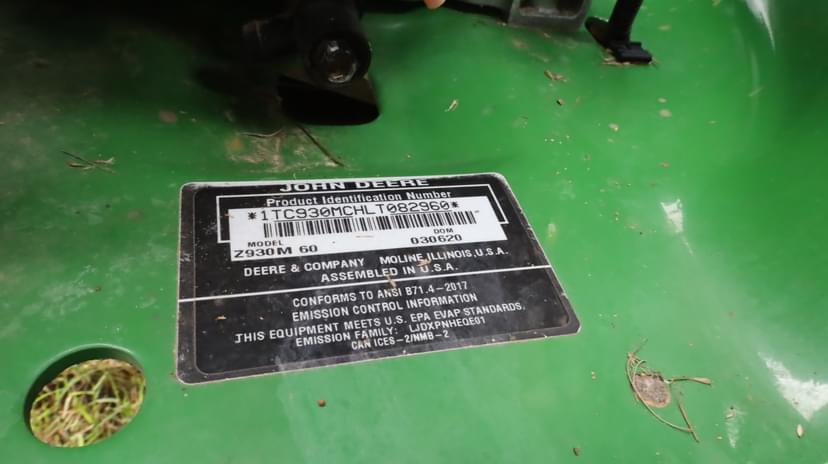 JOHN DEERE
Product Identification Number
*1TC930MCHLT082960*
MODEL DOM
Z930M 60 030620
DEERE & COMPANY MOLINE, ILLINOIS, U.S.A.
ASSEMBLED IN U.S.A.
CONFORMS TO ANSI B71.4-2017
EMISSION CONTROL INFORMATION
THIS EQUIPMENT MEETS U.S. EPA EVAP STANDARDS.
EMISSION FAMILY: LJDXPNHEQEG1
CAN ICES-2/NMB-2